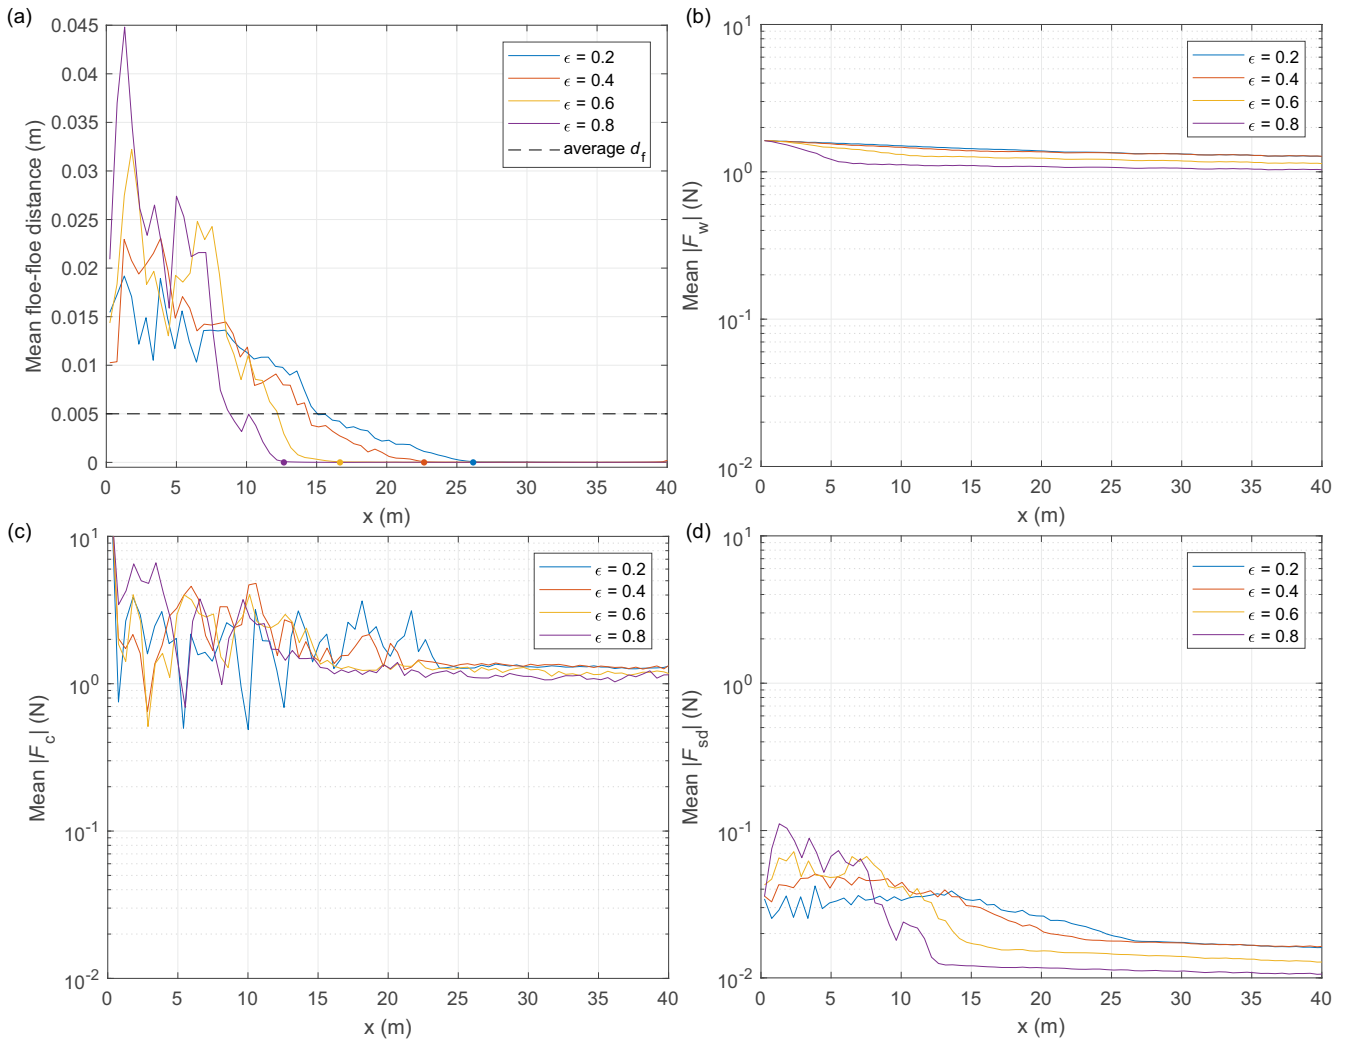 (a)
0.045
0.04
0.035
0.03
0.025
0.02
0.015
0.01
0.005
0
Mean floe-floe distance (m)
0 5 10 15 20 25 30 35 40
x (m)
ϵ = 0.2
ϵ = 0.4
ϵ = 0.6
ϵ = 0.8
average d_f
(b)
10^1
10^0
10^-1
10^-2
Mean |F_w| (N)
0 5 10 15 20 25 30 35 40
x (m)
ϵ = 0.2
ϵ = 0.4
ϵ = 0.6
ϵ = 0.8
(c)
10^1
10^0
10^-1
10^-2
Mean |F_c| (N)
0 5 10 15 20 25 30 35 40
x (m)
ϵ = 0.2
ϵ = 0.4
ϵ = 0.6
ϵ = 0.8
(d)
10^1
10^0
10^-1
10^-2
Mean |F_sd| (N)
0 5 10 15 20 25 30 35 40
x (m)
ϵ = 0.2
ϵ = 0.4
ϵ = 0.6
ϵ = 0.8